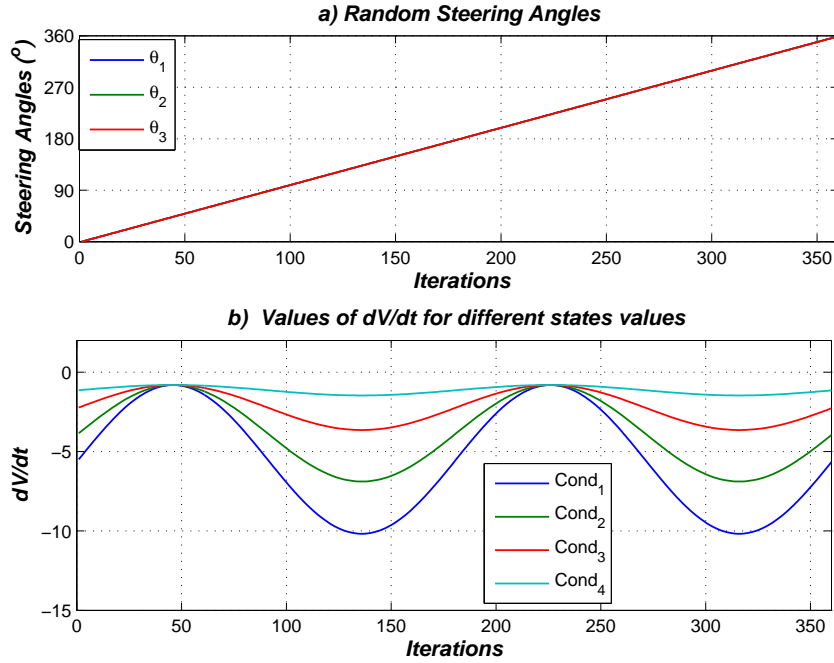 a) Random Steering Angles
Steering Angles (°)
360
270
180
90
0
θ1
θ2
θ3
0 50 100 150 200 250 300 350
Iterations
b) Values of dV/dt for different states values
dV/dt
0
−5
−10
−15
Cond1
Cond2
Cond3
Cond4
0 50 100 150 200 250 300 350
Iterations